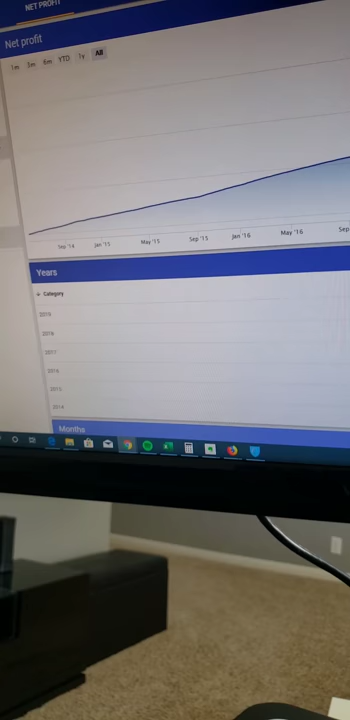 NET PROFIT
Net profit
1m 3m 6m YTD 1y All
Sep '14 Jan '15 May '15 Sep '15 Jan '16 May '16 Sep
Years
Category
2019
2018
2017
2016
2015
2014
Months